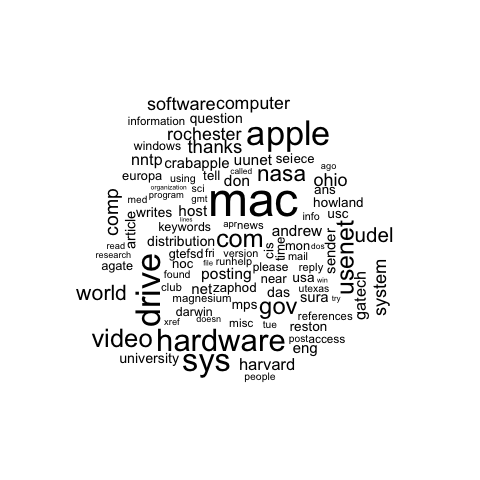 software computer
information question
rochester apple
windows thanks
nntp crabapple uunet seiece
europa using tell called nasa ago
organization don ohio
med program sci gmt mac ans
comp writes host lines info howland
article keywords apr news usc
distribution com cis andrew sender usenet udel
read gtefsd fri version time mon dos
research noc file runhelp mail
agate drive found posting please reply
club net zaphod near usa win system
world magnesium das utexas gatech
darwin mps gov sura try
xref doesn references
video hardware misc tue reston
post access
university sys eng
harvard
people